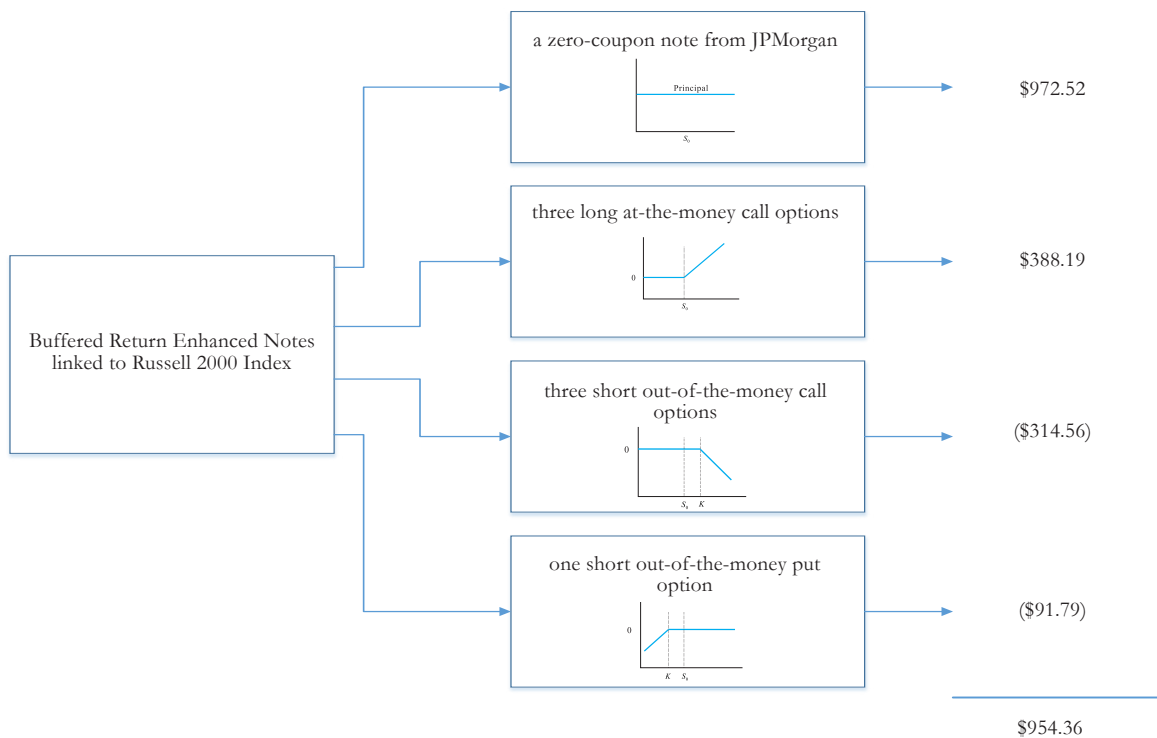 a zero-coupon note from JPMorgan
Principal
S₀
$972.52
three long at-the-money call options
0
S₀
$388.19
Buffered Return Enhanced Notes
linked to Russell 2000 Index
three short out-of-the-money call
options
0
S₀ K
($314.56)
one short out-of-the-money put
option
0
K S₀
($91.79)
$954.36